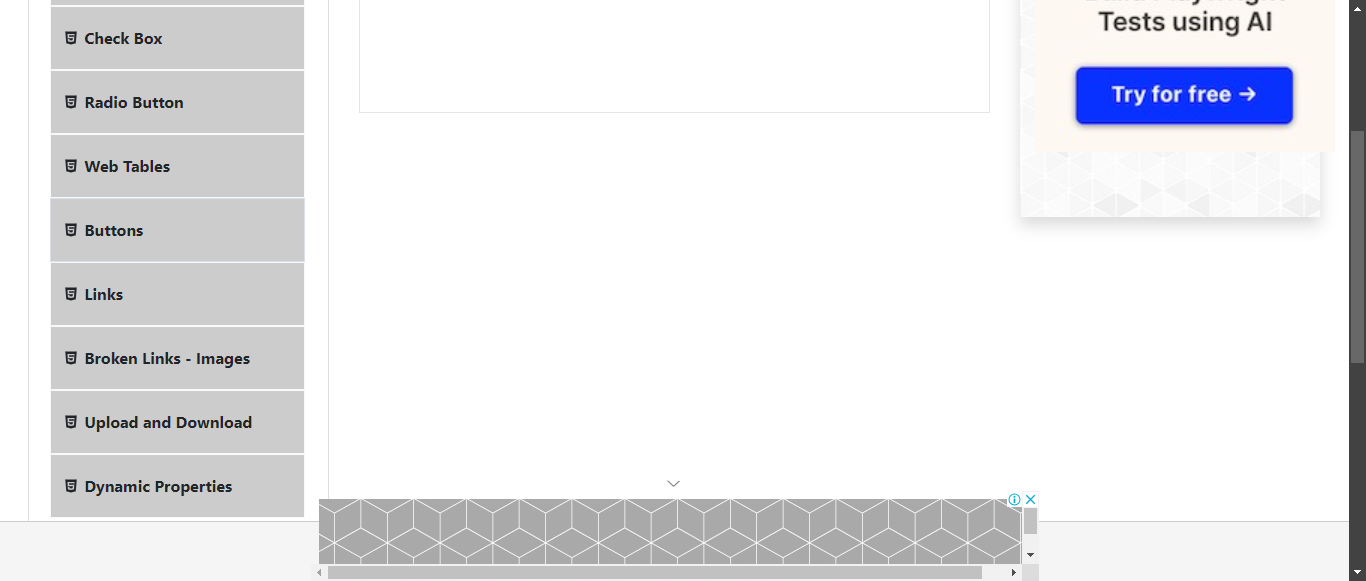 Check Box
Radio Button
Web Tables
Buttons
Links
Broken Links - Images
Upload and Download
Dynamic Properties
Tests using AI
Try for free →